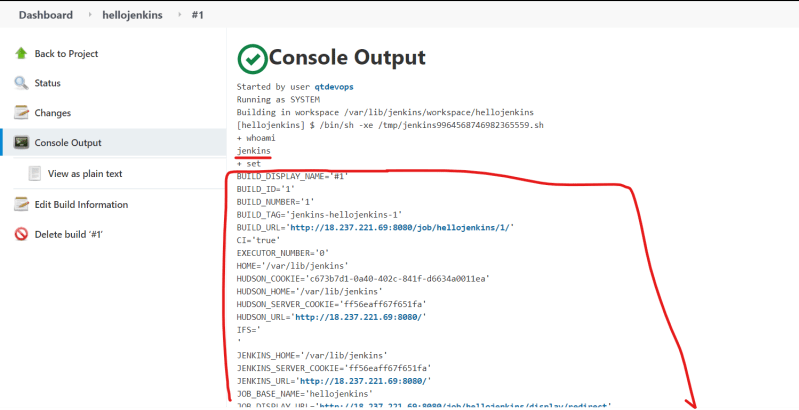 Dashboard hellojenkins #1
Back to Project
Status
Changes
Console Output
View as plain text
Edit Build Information
Delete build '#1'
Console Output
Started by user qtdevops
Running as SYSTEM
Building in workspace /var/lib/jenkins/workspace/hellojenkins
[hellojenkins] $ /bin/sh -xe /tmp/jenkins9964568746982365559.sh
+ whoami
jenkins
+ set
BUILD_DISPLAY_NAME='#1'
BUILD_ID='1'
BUILD_NUMBER='1'
BUILD_TAG='jenkins-hellojenkins-1'
BUILD_URL='http://18.237.221.69:8080/job/hellojenkins/1/'
CI='true'
EXECUTOR_NUMBER='0'
HOME='/var/lib/jenkins'
HUDSON_COOKIE='c673b7d1-0a40-402c-841f-d6634a0011ea'
HUDSON_HOME='/var/lib/jenkins'
HUDSON_SERVER_COOKIE='ff56eaff67f651fa'
HUDSON_URL='http://18.237.221.69:8080/'
IFS='
'
JENKINS_HOME='/var/lib/jenkins'
JENKINS_SERVER_COOKIE='ff56eaff67f651fa'
JENKINS_URL='http://18.237.221.69:8080/'
JOB_BASE_NAME='hellojenkins'
JOB_DISPLAY_URL='http://18.237.221.69:8080/job/hellojenkins/display/redirect'